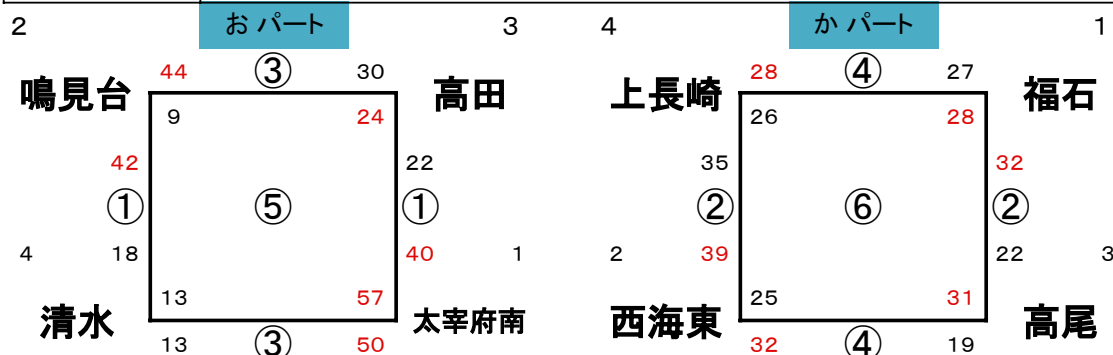 2 おパート 3 4 かパート 1
44 ③ 30 28 ④ 27
鳴見台 高田 上長崎 福石
9 24 26 28
42 22 35 32
① ⑤ ① ② ⑥ ②
4 18 40 1 2 39 22 3
13 57 25 31
清水 太宰府南 西海東 高尾
13 ③ 50 32 ④ 19